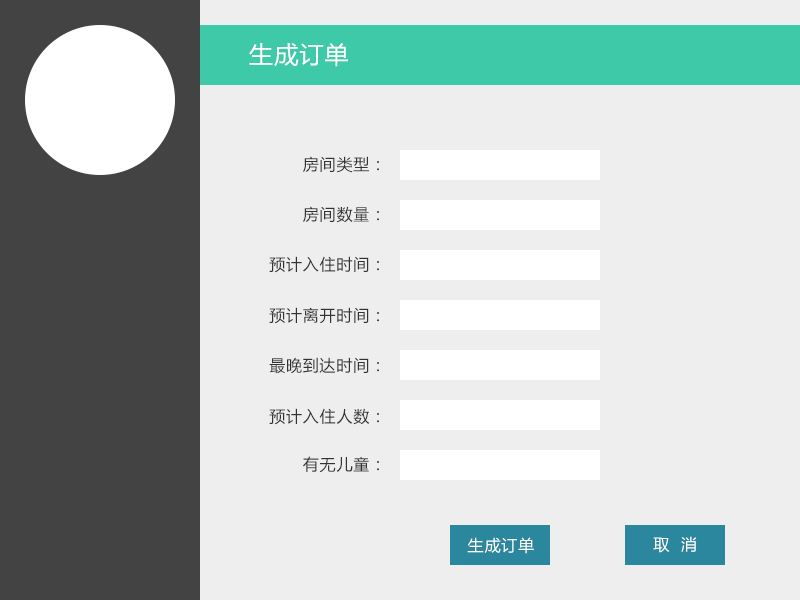 生成订单
房间类型：
房间数量：
预计入住时间：
预计离开时间：
最晚到达时间：
预计入住人数：
有无儿童：
生成订单 取 消